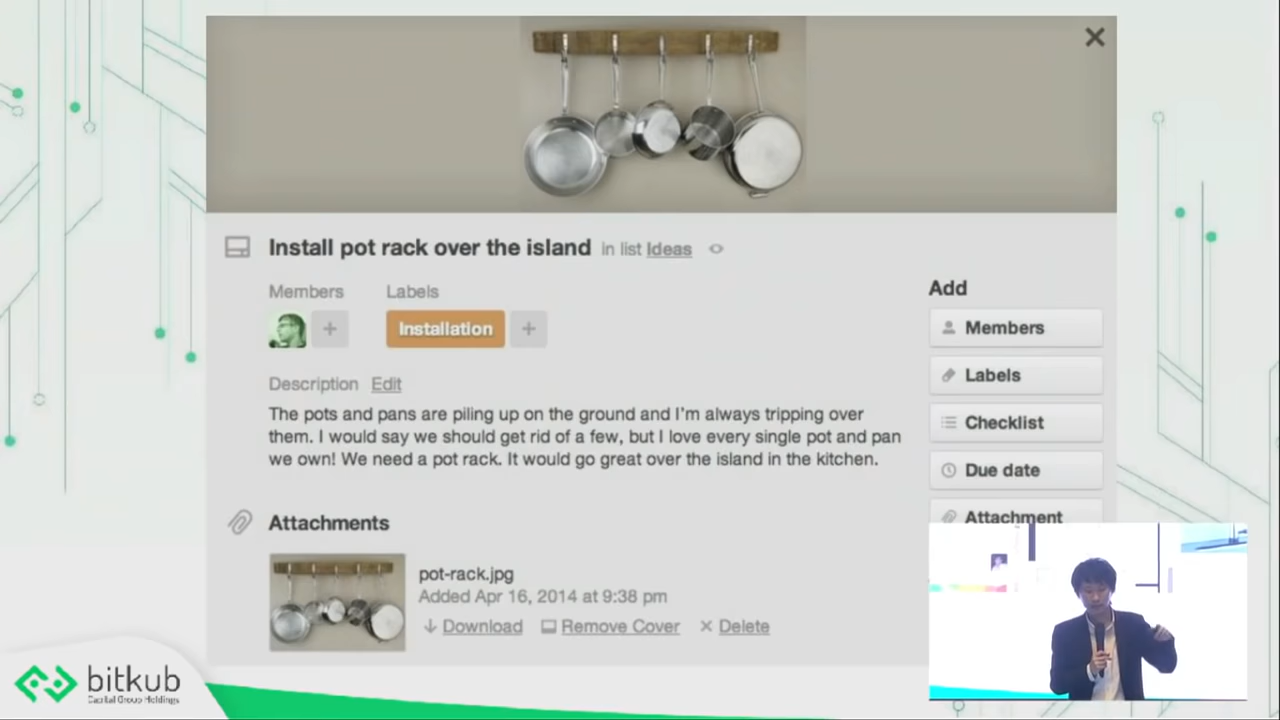 Install pot rack over the island in list Ideas
Members Labels
Installation
Description Edit
The pots and pans are piling up on the ground and I'm always tripping over
them. I would say we should get rid of a few, but I love every single pot and pan
we own! We need a pot rack. It would go great over the island in the kitchen.
Attachments
pot-rack.jpg
Added Apr 16, 2014 at 9:38 pm
Download Remove Cover Delete
Add
Members
Labels
Checklist
Due date
Attachment
bitkub
Capital Group Holdings